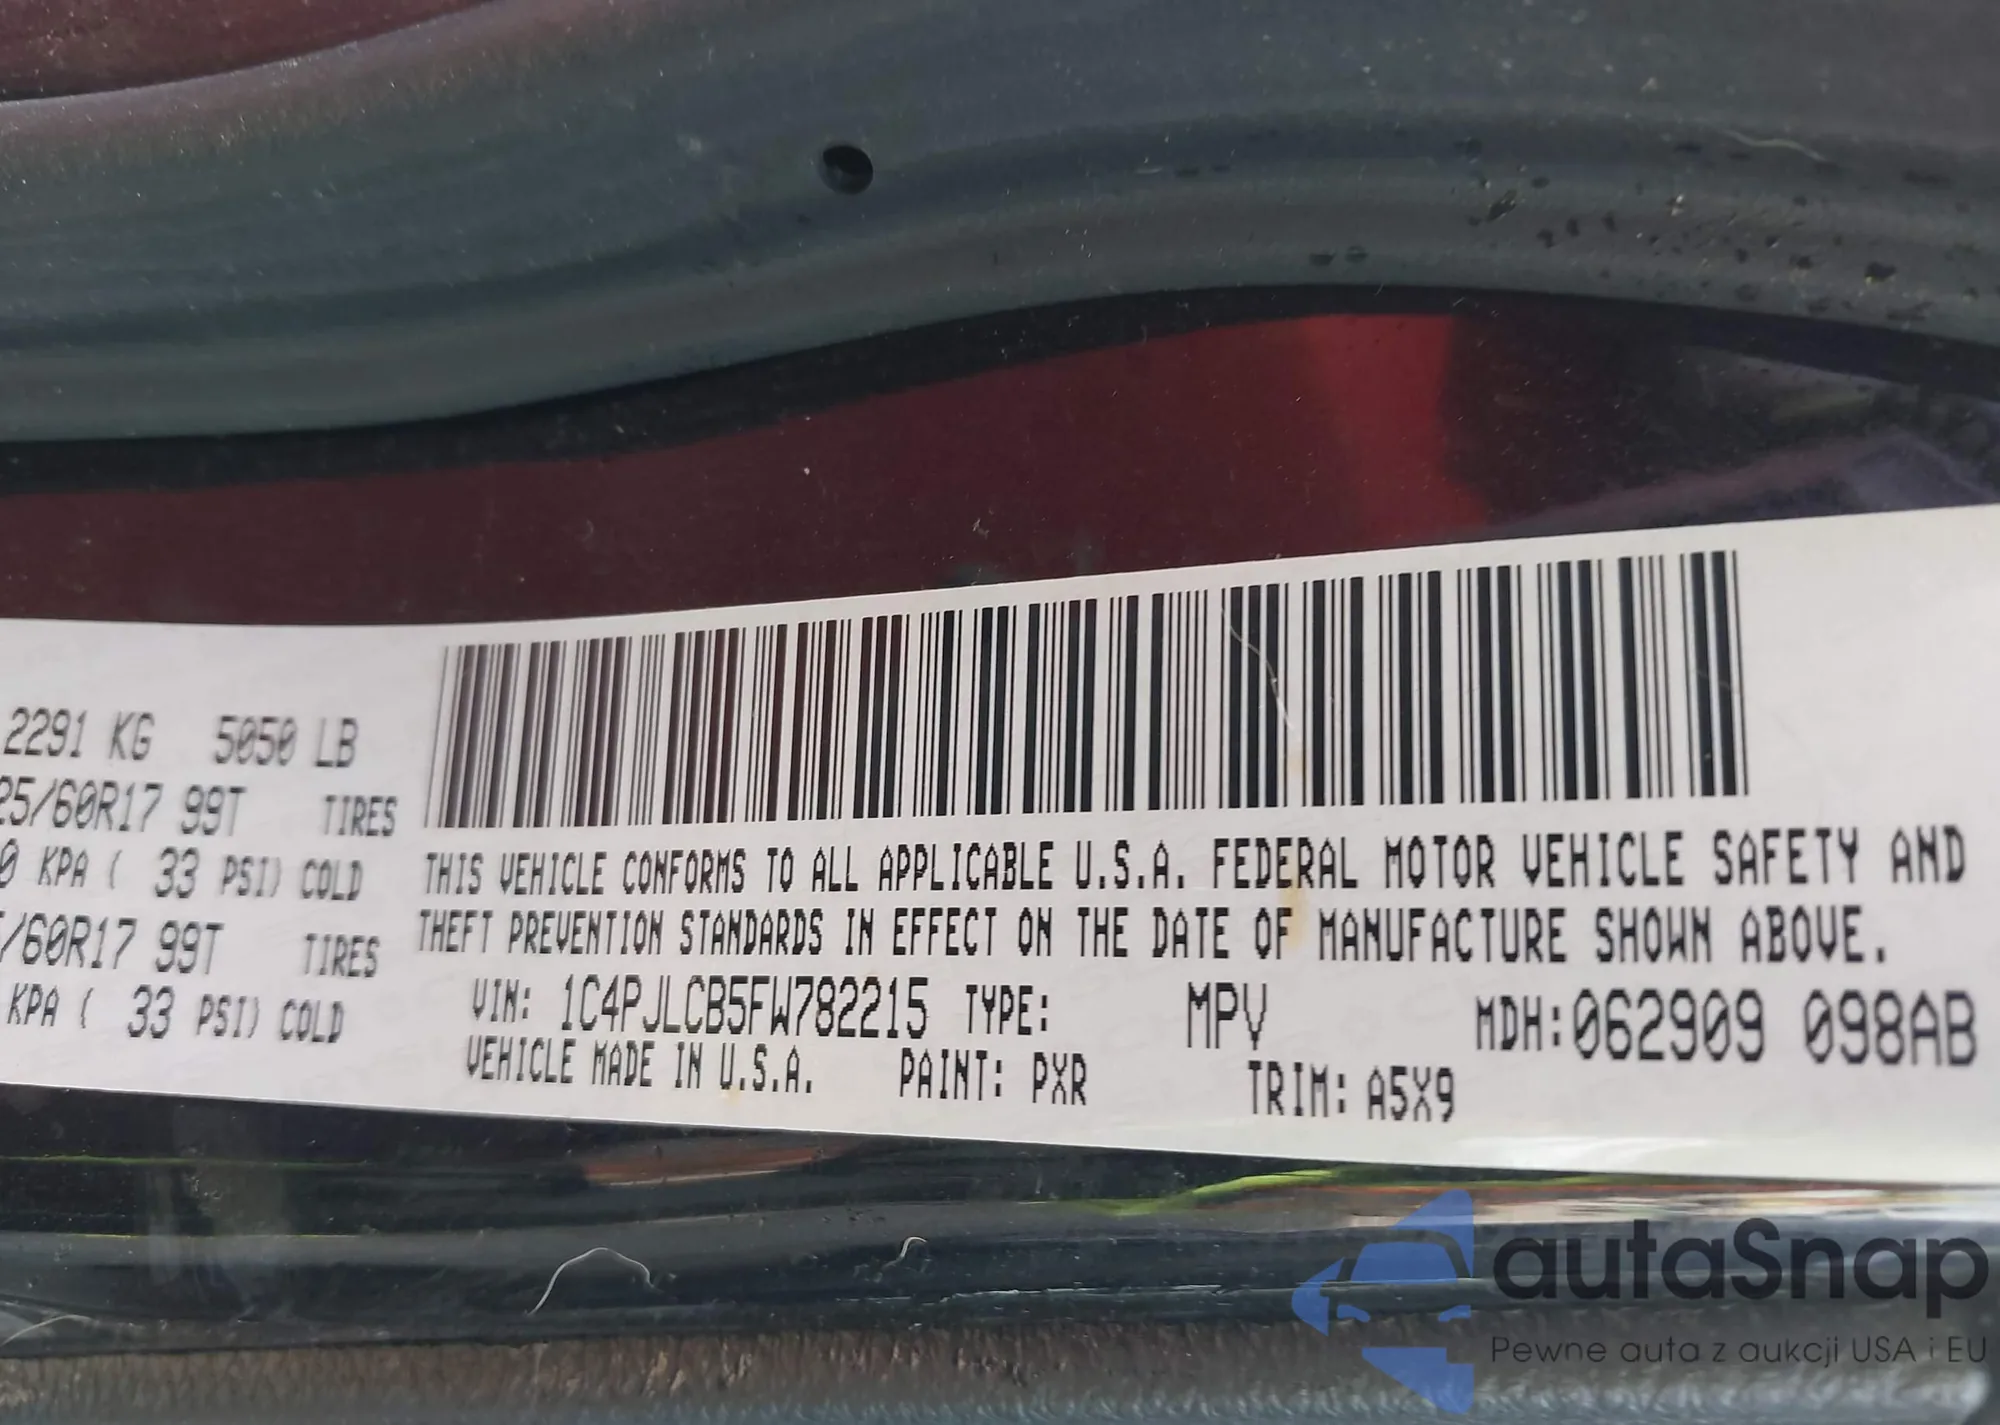 2291 KG 5050 LB
25/60R17 99T TIRES
0 KPA ( 33 PSI) COLD
/60R17 99T TIRES
KPA ( 33 PSI) COLD
THIS VEHICLE CONFORMS TO ALL APPLICABLE U.S.A. FEDERAL MOTOR VEHICLE SAFETY AND
THEFT PREVENTION STANDARDS IN EFFECT ON THE DATE OF MANUFACTURE SHOWN ABOVE.
VIN: 1C4PJLCB5FW782215 TYPE: MPV MDH:062909 098AB
VEHICLE MADE IN U.S.A. PAINT: PXR TRIM: A5X9
autaSnap
Pewne auta z aukcji USA i EU